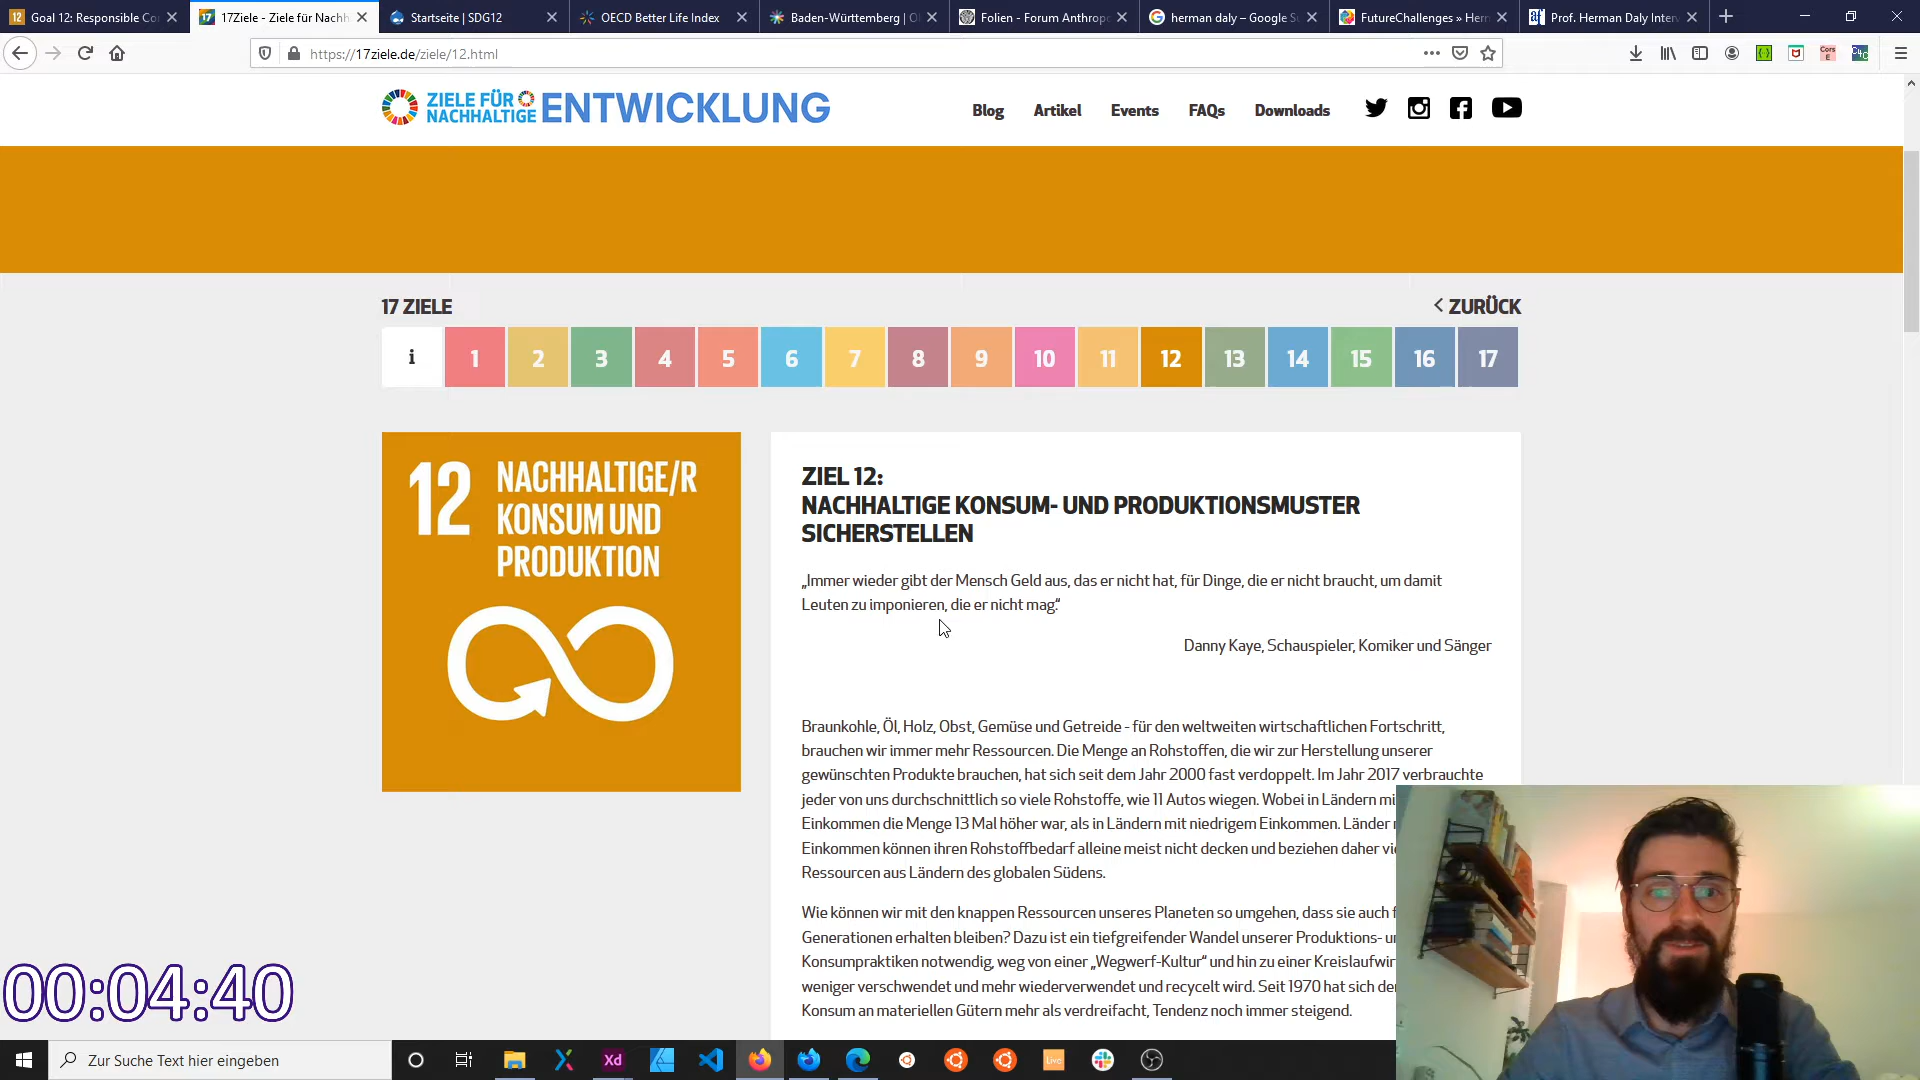 Goal 12: Responsible Co
17Ziele - Ziele für Nachh
Startseite | SDG12
OECD Better Life Index
Baden-Württemberg | O
Folien - Forum Anthropo
herman daly – Google Su
FutureChallenges » Herm
Prof. Herman Daly Interv
https://17ziele.de/ziele/12.html
ZIELE FÜR
NACHHALTIGE
ENTWICKLUNG
Blog
Artikel
Events
FAQs
Downloads
17 ZIELE
ZURÜCK
i 1 2 3 4 5 6 7 8 9 10 11 12 13 14 15 16 17
12 NACHHALTIGE/R
KONSUM UND
PRODUKTION
ZIEL 12:
NACHHALTIGE KONSUM- UND PRODUKTIONSMUSTER
SICHERSTELLEN
„Immer wieder gibt der Mensch Geld aus, das er nicht hat, für Dinge, die er nicht braucht, um damit
Leuten zu imponieren, die er nicht mag.“
Danny Kaye, Schauspieler, Komiker und Sänger
Braunkohle, Öl, Holz, Obst, Gemüse und Getreide - für den weltweiten wirtschaftlichen Fortschritt,
brauchen wir immer mehr Ressourcen. Die Menge an Rohstoffen, die wir zur Herstellung unserer
gewünschten Produkte brauchen, hat sich seit dem Jahr 2000 fast verdoppelt. Im Jahr 2017 verbrauchte
jeder von uns durchschnittlich so viele Rohstoffe, wie 11 Autos wiegen. Wobei in Ländern mi
Einkommen die Menge 13 Mal höher war, als in Ländern mit niedrigem Einkommen. Länder
Einkommen können ihren Rohstoffbedarf alleine meist nicht decken und beziehen daher vie
Ressourcen aus Ländern des globalen Südens.
Wie können wir mit den knappen Ressourcen unseres Planeten so umgehen, dass sie auch f
Generationen erhalten bleiben? Dazu ist ein tiefgreifender Wandel unserer Produktions- u
Konsumpraktiken notwendig, weg von einer „Wegwerf-Kultur“ und hin zu einer Kreislaufwir
weniger verschwendet und mehr wiederverwendet und recycelt wird. Seit 1970 hat sich der
Konsum an materiellen Gütern mehr als verdreifacht, Tendenz noch immer steigend.
00:04:40
Zur Suche Text hier eingeben
Xd
Live